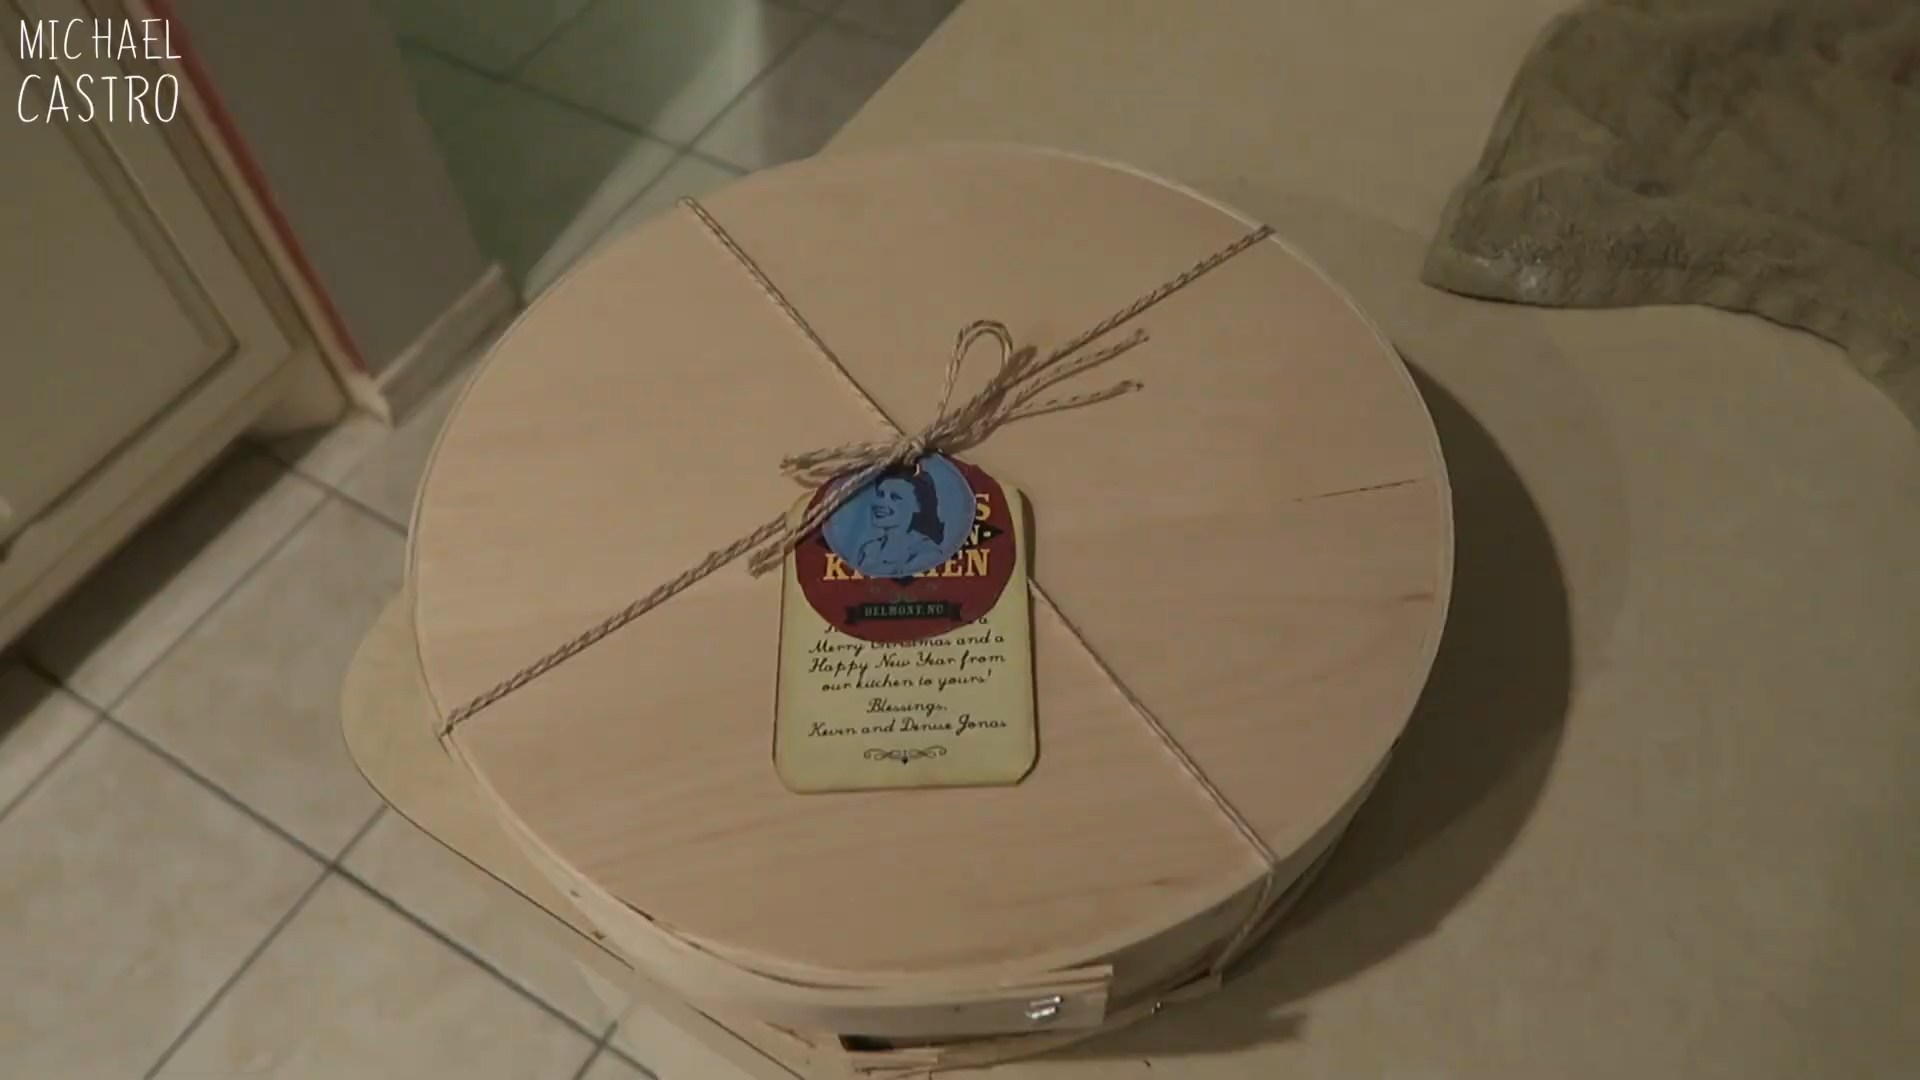 MICHAEL
CASTRO
BELMONT, NC
a
Merry Christmas and a
Happy New Year from
our kitchen to yours!
Blessings,
Kevin and Denise Jonas